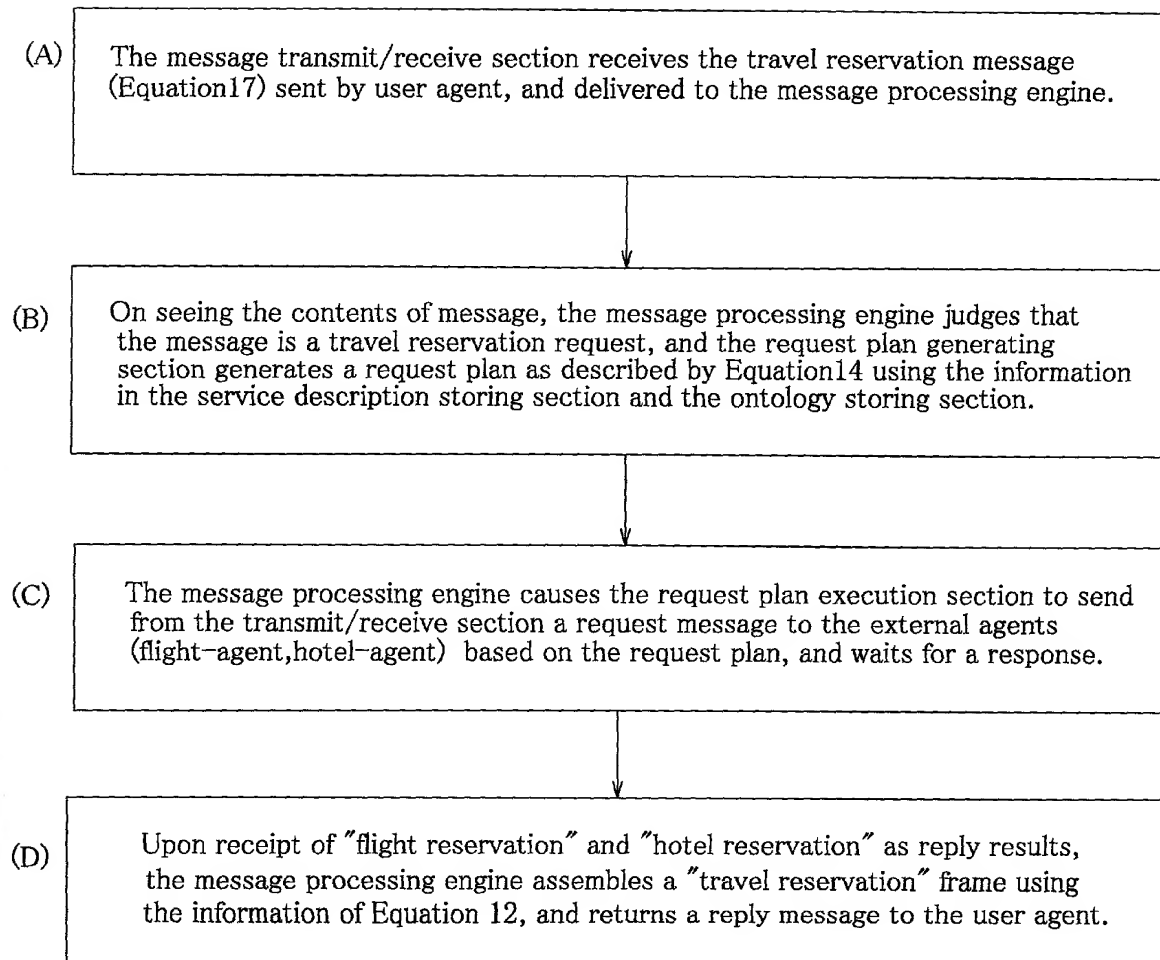 (A)
The message transmit/receive section receives the travel reservation message
(Equation17) sent by user agent, and delivered to the message processing engine.
(B)
On seeing the contents of message, the message processing engine judges that
the message is a travel reservation request, and the request plan generating
section generates a request plan as described by Equation14 using the information
in the service description storing section and the ontology storing section.
(C)
The message processing engine causes the request plan execution section to send
from the transmit/receive section a request message to the external agents
(flight-agent,hotel-agent) based on the request plan, and waits for a response.
(D)
Upon receipt of "flight reservation" and "hotel reservation" as reply results,
the message processing engine assembles a "travel reservation" frame using
the information of Equation 12, and returns a reply message to the user agent.